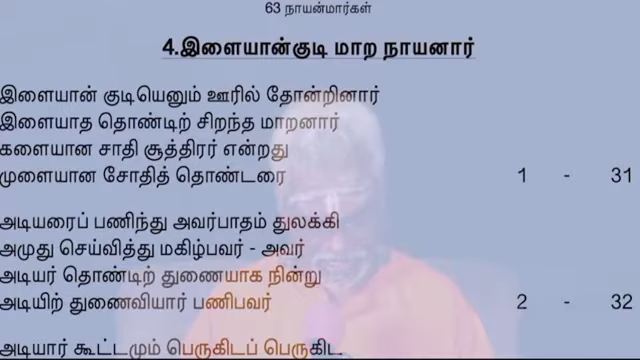 63 நாயன்மார்கள்
4.இளையான்குடி மாற நாயனார்
இளையான் குடியெனும் ஊரில் தோன்றினார்
இளையாத தொண்டிற் சிறந்த மாறனார்
களையான சாதி சூத்திரர் என்றது
முளையான சோதித் தொண்டரை 1 - 31
அடியரைப் பணிந்து அவர்பாதம் துலக்கி
அமுது செய்வித்து மகிழ்பவர் - அவர்
அடியர் தொண்டிற் துணையாக நின்று
அடியிற் துணைவியார் பணிபவர் 2 - 32
அடியார் கூட்டமும் பெருகிடப் பெருகிட